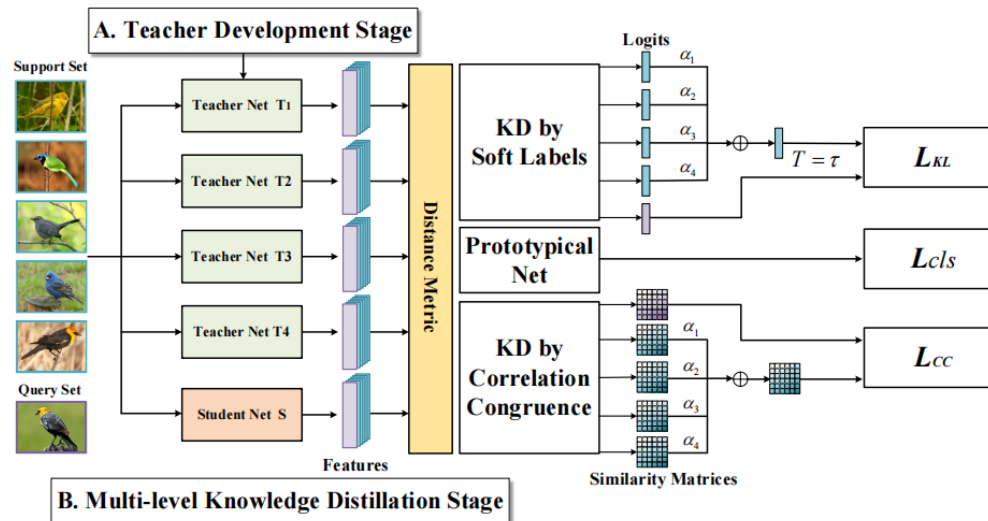 A. Teacher Development Stage
Support Set
Teacher Net T1
Teacher Net T2
Teacher Net T3
Teacher Net T4
Student Net S
Query Set
Features
Distance Metric
KD by
Soft Labels
Logits
α1
α2
α3
α4
T = τ
LKL
Prototypical
Net
Lcls
KD by
Correlation
Congruence
α1
α2
α3
α4
Similarity Matrices
LCC
B. Multi-level Knowledge Distillation Stage